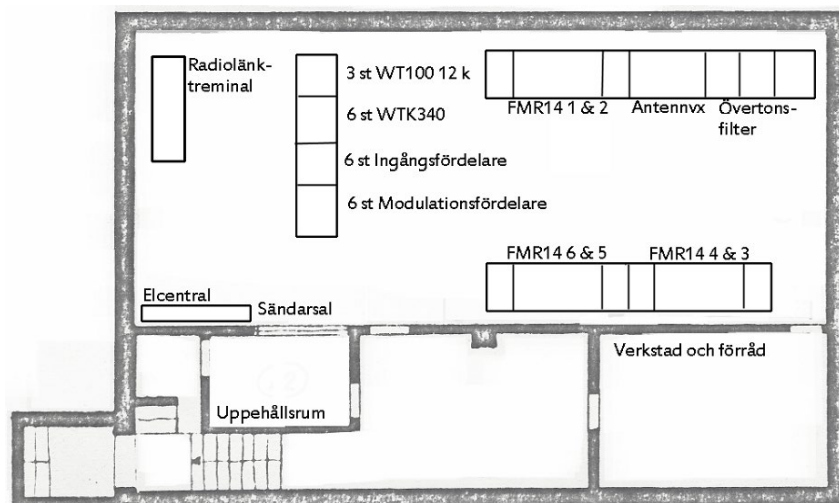 Radiolänk-
treminal
3 st WT100 12 k
6 st WTK340
6 st Ingångsfördelare
6 st Modulationsfördelare
FMR14 1 & 2
Antennvx
Övertons-
filter
FMR14 6 & 5
FMR14 4 & 3
Elcentral
Sändarsal
Uppehållsrum
Verkstad och förråd